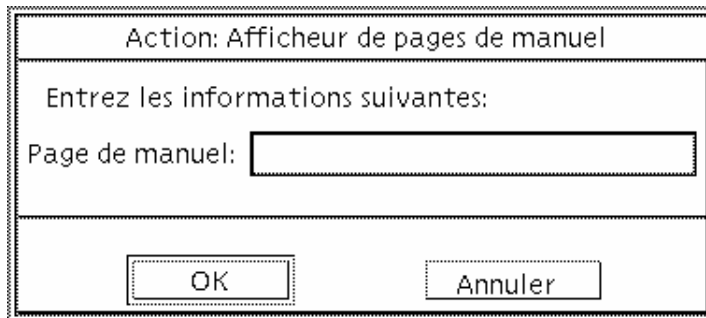 Action: Afficheur de pages de manuel
Entrez les informations suivantes:
Page de manuel:
OK Annuler